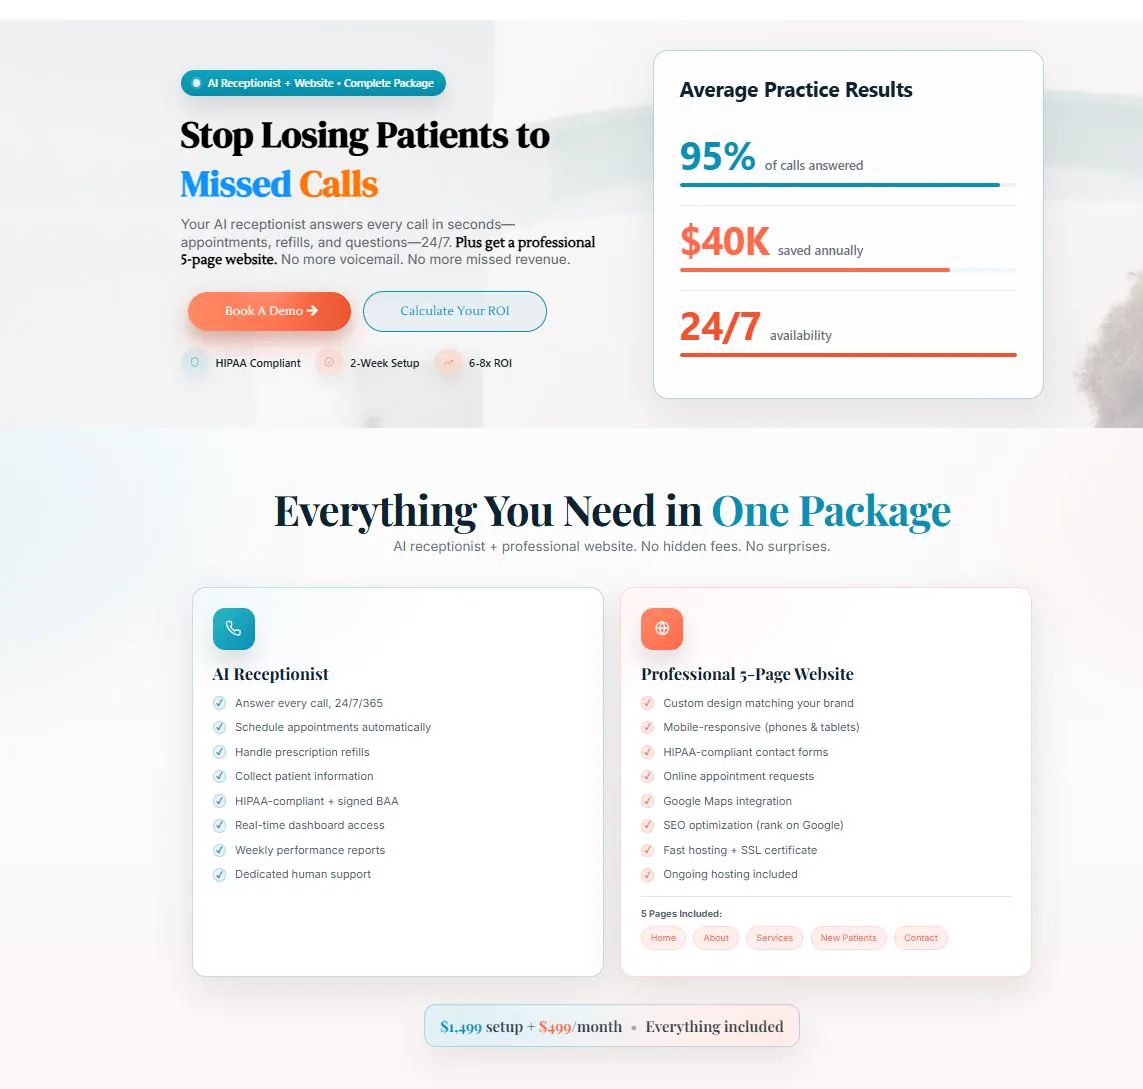 AI Receptionist + Website • Complete Package
Stop Losing Patients to
Missed Calls
Your AI receptionist answers every call in seconds—
appointments, refills, and questions—24/7. Plus get a professional
5-page website. No more voicemail. No more missed revenue.
Book A Demo →
Calculate Your ROI
HIPAA Compliant
2-Week Setup
6-8x ROI
Average Practice Results
95% of calls answered
$40K saved annually
24/7 availability
Everything You Need in One Package
AI receptionist + professional website. No hidden fees. No surprises.
AI Receptionist
Answer every call, 24/7/365
Schedule appointments automatically
Handle prescription refills
Collect patient information
HIPAA-compliant + signed BAA
Real-time dashboard access
Weekly performance reports
Dedicated human support
Professional 5-Page Website
Custom design matching your brand
Mobile-responsive (phones & tablets)
HIPAA-compliant contact forms
Online appointment requests
Google Maps integration
SEO optimization (rank on Google)
Fast hosting + SSL certificate
Ongoing hosting included
5 Pages Included:
Home About Services New Patients Contact
$1,499 setup + $499/month • Everything included